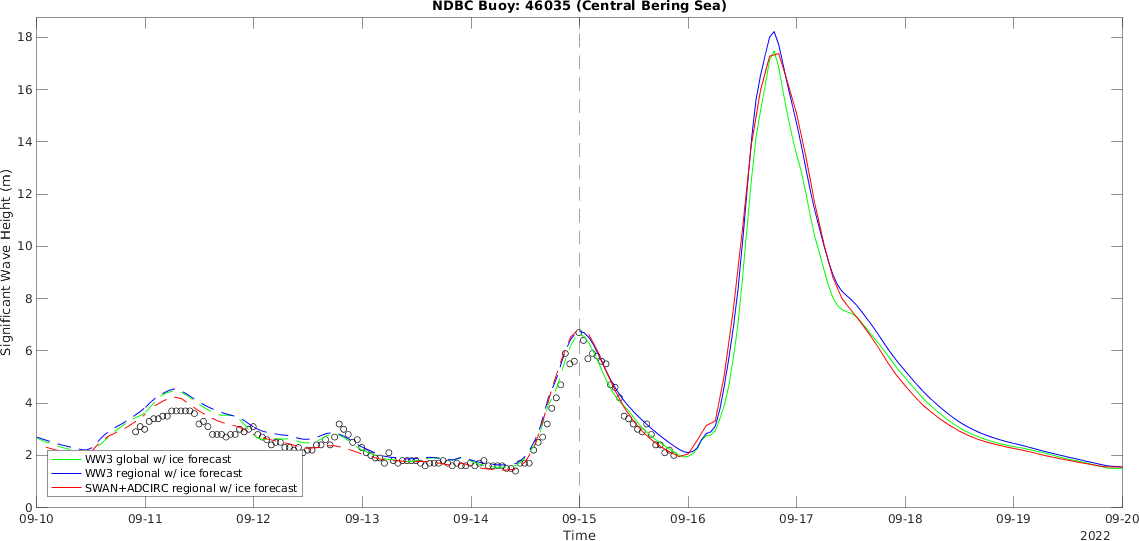 NDBC Buoy: 46035 (Central Bering Sea)
Significant Wave Height (m)
18
16
14
12
10
8
6
4
2
0
WW3 global w/ ice forecast
WW3 regional w/ ice forecast
SWAN+ADCIRC regional w/ ice forecast
09-10 09-11 09-12 09-13 09-14 09-15 09-16 09-17 09-18 09-19 09-20
Time
2022